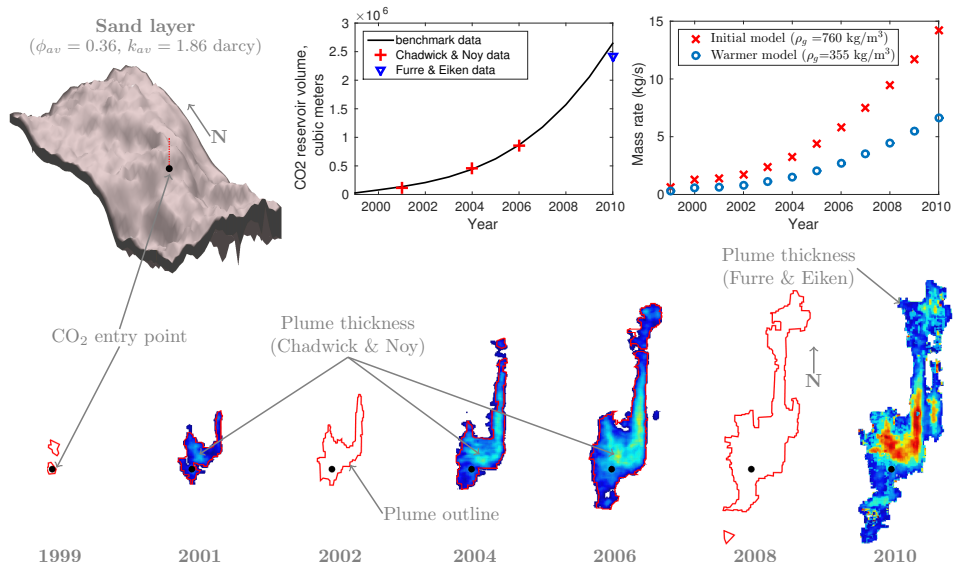 Sand layer
(ϕav = 0.36, kav = 1.86 darcy)
N
CO2 entry point
×10^6
3
2.5
2
1.5
1
0.5
0
CO2 reservoir volume,
cubic meters
benchmark data
Chadwick & Noy data
Furre & Eiken data
2000 2002 2004 2006 2008 2010
Year
15
10
5
0
Mass rate (kg/s)
Initial model (ρg =760 kg/m³)
Warmer model (ρg=355 kg/m³)
2000 2002 2004 2006 2008 2010
Year
Plume thickness
(Chadwick & Noy)
Plume thickness
(Furre & Eiken)
N
Plume outline
1999 2001 2002 2004 2006 2008 2010